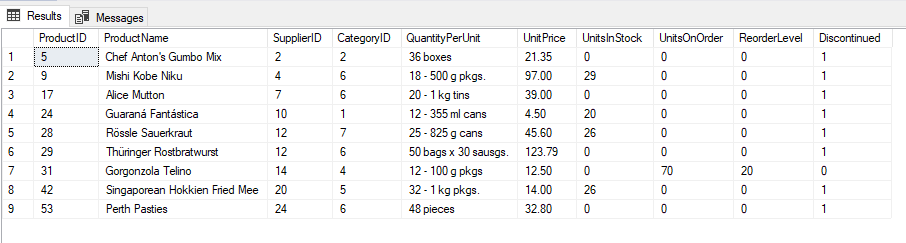 Results Messages
ProductID ProductName SupplierID CategoryID QuantityPerUnit UnitPrice UnitsInStock UnitsOnOrder ReorderLevel Discontinued
1 5 Chef Anton's Gumbo Mix 2 2 36 boxes 21.35 0 0 0 1
2 9 Mishi Kobe Niku 4 6 18 - 500 g pkgs. 97.00 29 0 0 1
3 17 Alice Mutton 7 6 20 - 1 kg tins 39.00 0 0 0 1
4 24 Guaraná Fantástica 10 1 12 - 355 ml cans 4.50 20 0 0 1
5 28 Rössle Sauerkraut 12 7 25 - 825 g cans 45.60 26 0 0 1
6 29 Thüringer Rostbratwurst 12 6 50 bags x 30 sausgs. 123.79 0 0 0 1
7 31 Gorgonzola Telino 14 4 12 - 100 g pkgs 12.50 0 70 20 0
8 42 Singaporean Hokkien Fried Mee 20 5 32 - 1 kg pkgs. 14.00 26 0 0 1
9 53 Perth Pasties 24 6 48 pieces 32.80 0 0 0 1